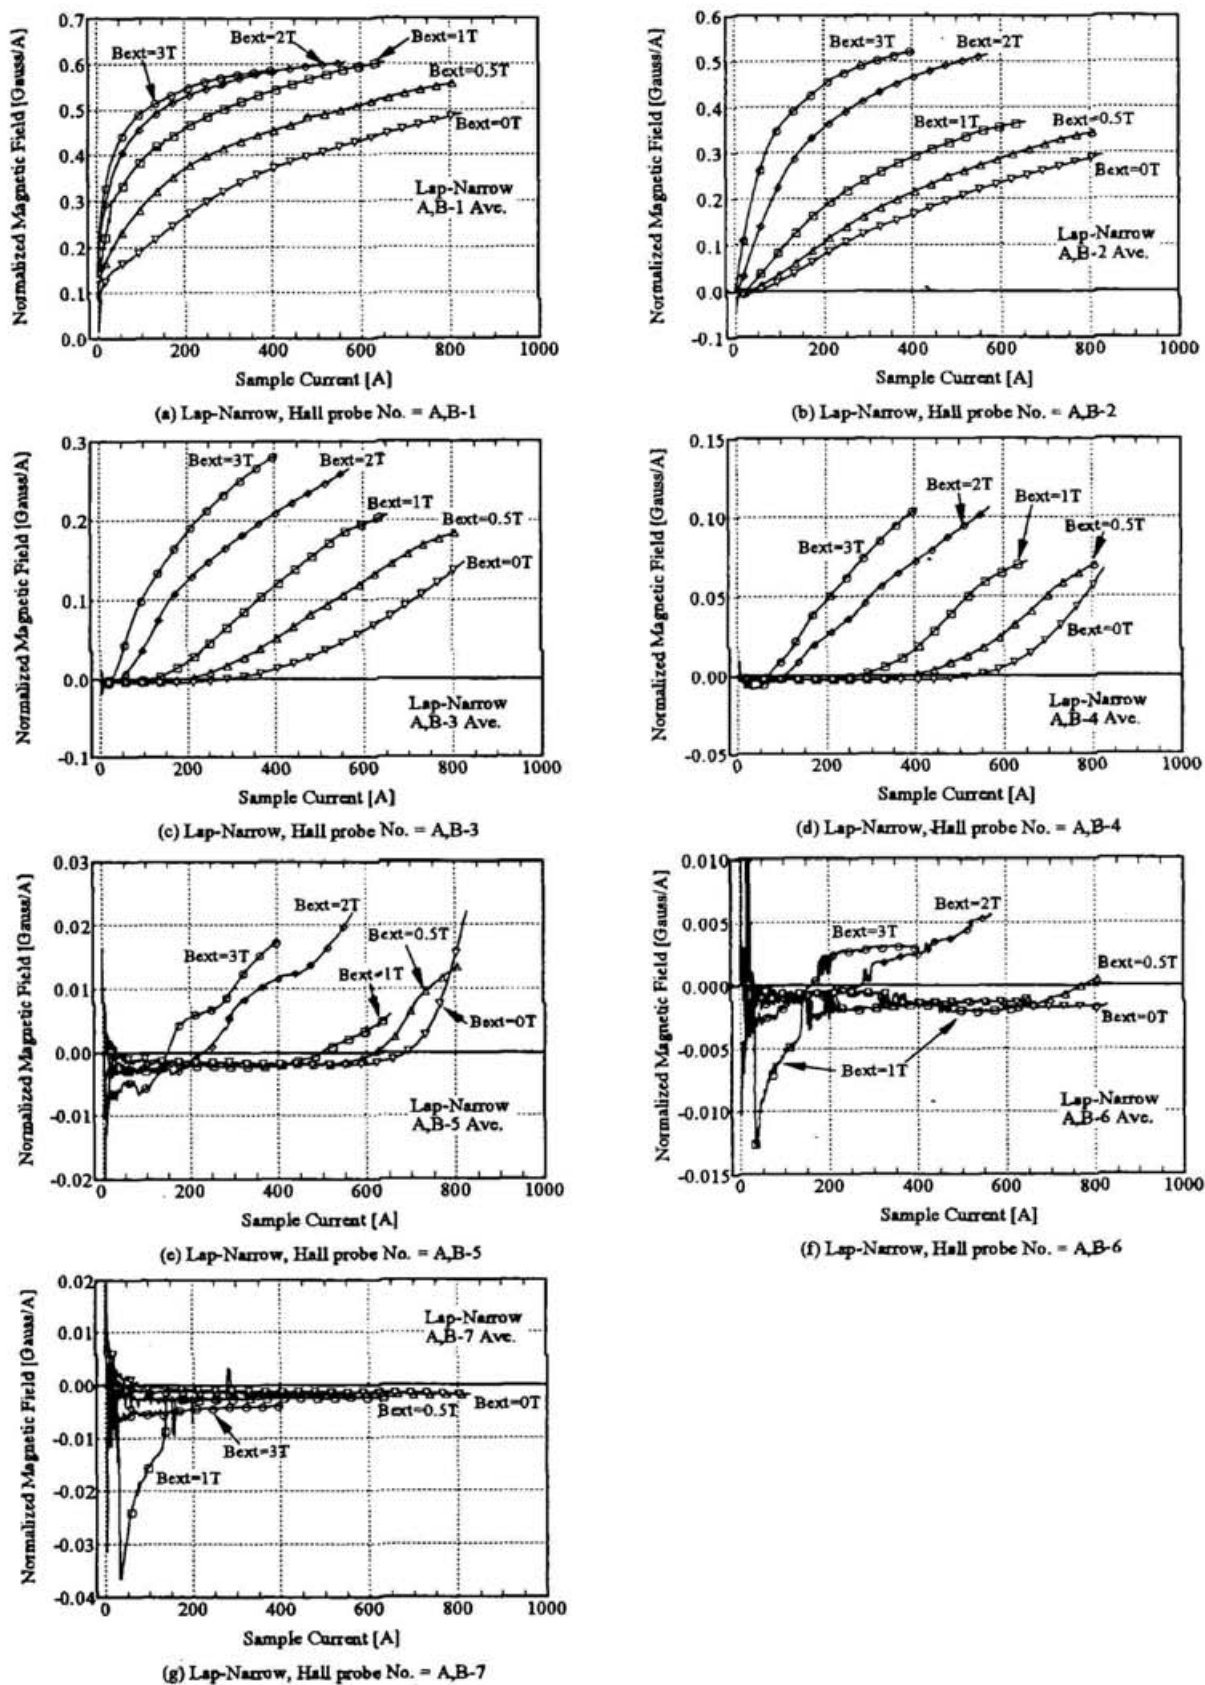 Normalized Magnetic Field [Gauss/A]
0.7
0.6
0.5
0.4
0.3
0.2
0.1
0.0
Bext=3T
Bext=2T
Bext=1T
Bext=0.5T
Bext=0T
Lap-Narrow
A,B-1 Ave.
0 200 400 600 800 1000
Sample Current [A]
(a) Lap-Narrow, Hall probe No. = A,B-1
Normalized Magnetic Field [Gauss/A]
0.6
0.5
0.4
0.3
0.2
0.1
0.0
-0.1
Bext=3T
Bext=2T
Bext=1T
Bext=0.5T
Bext=0T
Lap-Narrow
A,B-2 Ave.
0 200 400 600 800 1000
Sample Current [A]
(b) Lap-Narrow, Hall probe No. = A,B-2
Normalized Magnetic Field [Gauss/A]
0.3
0.2
0.1
0.0
-0.1
Bext=3T
Bext=2T
Bext=1T
Bext=0.5T
Bext=0T
Lap-Narrow
A,B-3 Ave.
0 200 400 600 800 1000
Sample Current [A]
(c) Lap-Narrow, Hall probe No. = A,B-3
Normalized Magnetic Field [Gauss/A]
0.15
0.10
0.05
0.00
-0.05
Bext=2T
Bext=1T
Bext=3T
Bext=0.5T
Bext=0T
Lap-Narrow
A,B-4 Ave.
0 200 400 600 800 1000
Sample Current [A]
(d) Lap-Narrow, Hall probe No. = A,B-4
Normalized Magnetic Field [Gauss/A]
0.03
0.02
0.01
0.00
-0.01
-0.02
Bext=2T
Bext=3T
Bext=0.5T
Bext=1T
Bext=0T
Lap-Narrow
A,B-5 Ave.
0 200 400 600 800 1000
Sample Current [A]
(e) Lap-Narrow, Hall probe No. = A,B-5
Normalized Magnetic Field [Gauss/A]
0.010
0.005
0.000
-0.005
-0.010
-0.015
Bext=2T
Bext=3T
Bext=0.5T
Bext=0T
Bext=1T
Lap-Narrow
A,B-6 Ave.
0 200 400 600 800 1000
Sample Current [A]
(f) Lap-Narrow, Hall probe No. = A,B-6
Normalized Magnetic Field [Gauss/A]
0.02
0.01
0.00
-0.01
-0.02
-0.03
-0.04
Lap-Narrow
A,B-7 Ave.
Bext=0T
Bext=0.5T
Bext=3T
Bext=1T
0 200 400 600 800 1000
Sample Current [A]
(g) Lap-Narrow, Hall probe No. = A,B-7